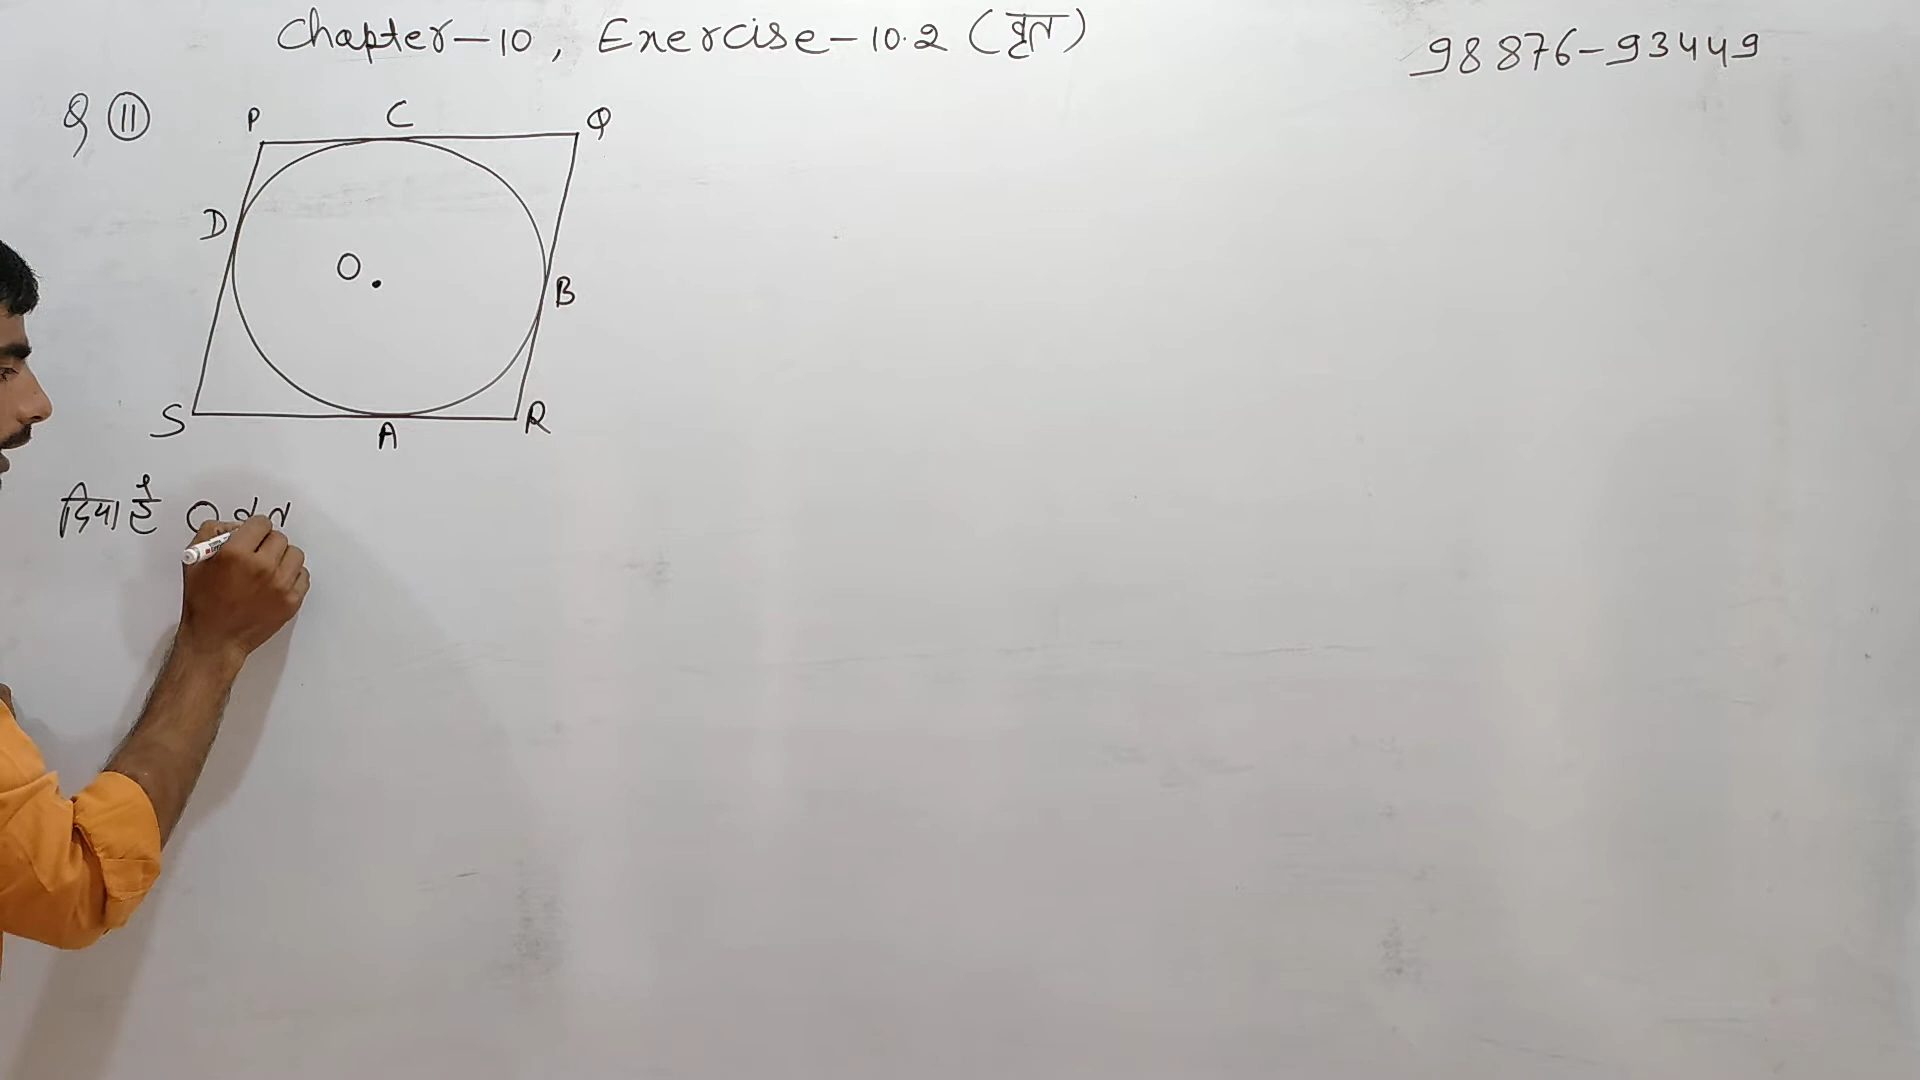 Chapter-10, Exercise-10.2 (वृत्त)
98876-93449
Q 11
P C Q
D
O
B
S A R
दिया है O वृत्त